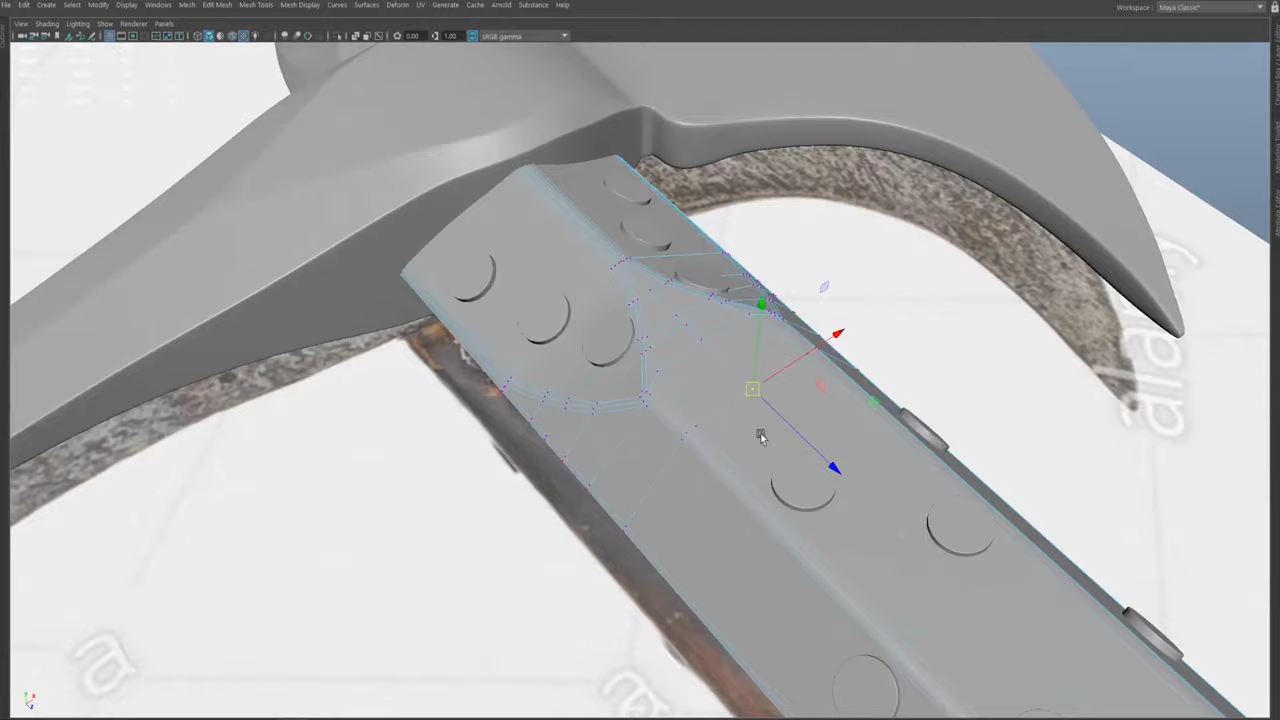 File Edit Create Select Modify Display Windows Mesh Edit Mesh Mesh Tools Mesh Display Curves Surfaces Deform UV Generate Cache Arnold Substance Help
Workspace : Maya Classic*
View Shading Lighting Show Renderer Panels
0.00 1.00 sRGB gamma
a
a